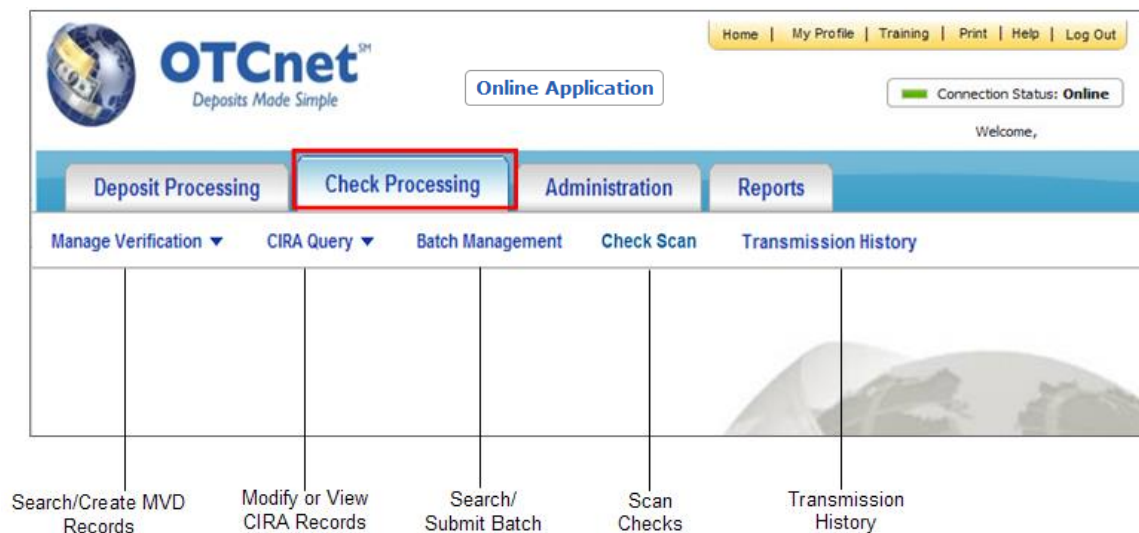 OTCnet SM
Deposits Made Simple
Online Application
Home | My Profile | Training | Print | Help | Log Out
Connection Status: Online
Welcome,
Deposit Processing
Check Processing
Administration
Reports
Manage Verification ▼ CIRA Query ▼ Batch Management Check Scan Transmission History
Search/Create MVD
Records
Modify or View
CIRA Records
Search/
Submit Batch
Scan
Checks
Transmission
History